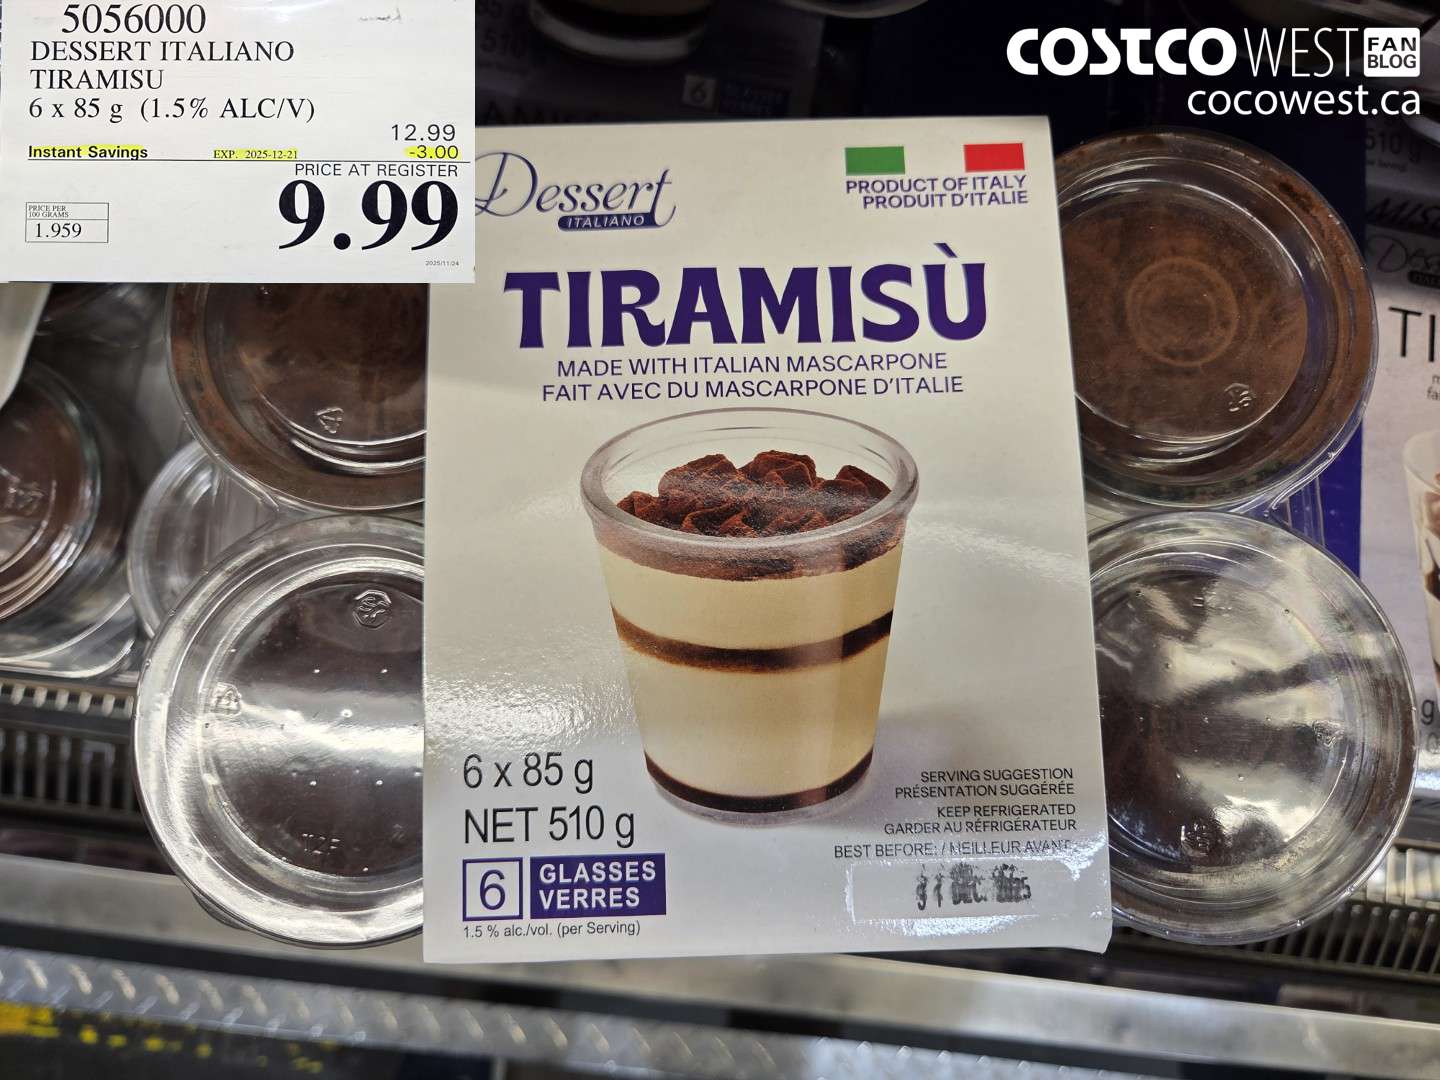 5056000
DESSERT ITALIANO
TIRAMISU
6 x 85 g (1.5% ALC/V)
12.99
Instant Savings EXP. 2025-12-21 -3.00
PRICE AT REGISTER
9.99
PRICE PER
100 GRAMS
1.959
2025/11/24
COSTCO WEST FAN BLOG
cocowest.ca
Dessert
ITALIANO
PRODUCT OF ITALY
PRODUIT D'ITALIE
TIRAMISÙ
MADE WITH ITALIAN MASCARPONE
FAIT AVEC DU MASCARPONE D'ITALIE
6 x 85 g
NET 510 g
6 GLASSES
VERRES
1.5 % alc./vol. (per Serving)
SERVING SUGGESTION
PRÉSENTATION SUGGÉRÉE
KEEP REFRIGERATED
GARDER AU RÉFRIGÉRATEUR
BEST BEFORE: / MEILLEUR AVANT
DEC. 2025